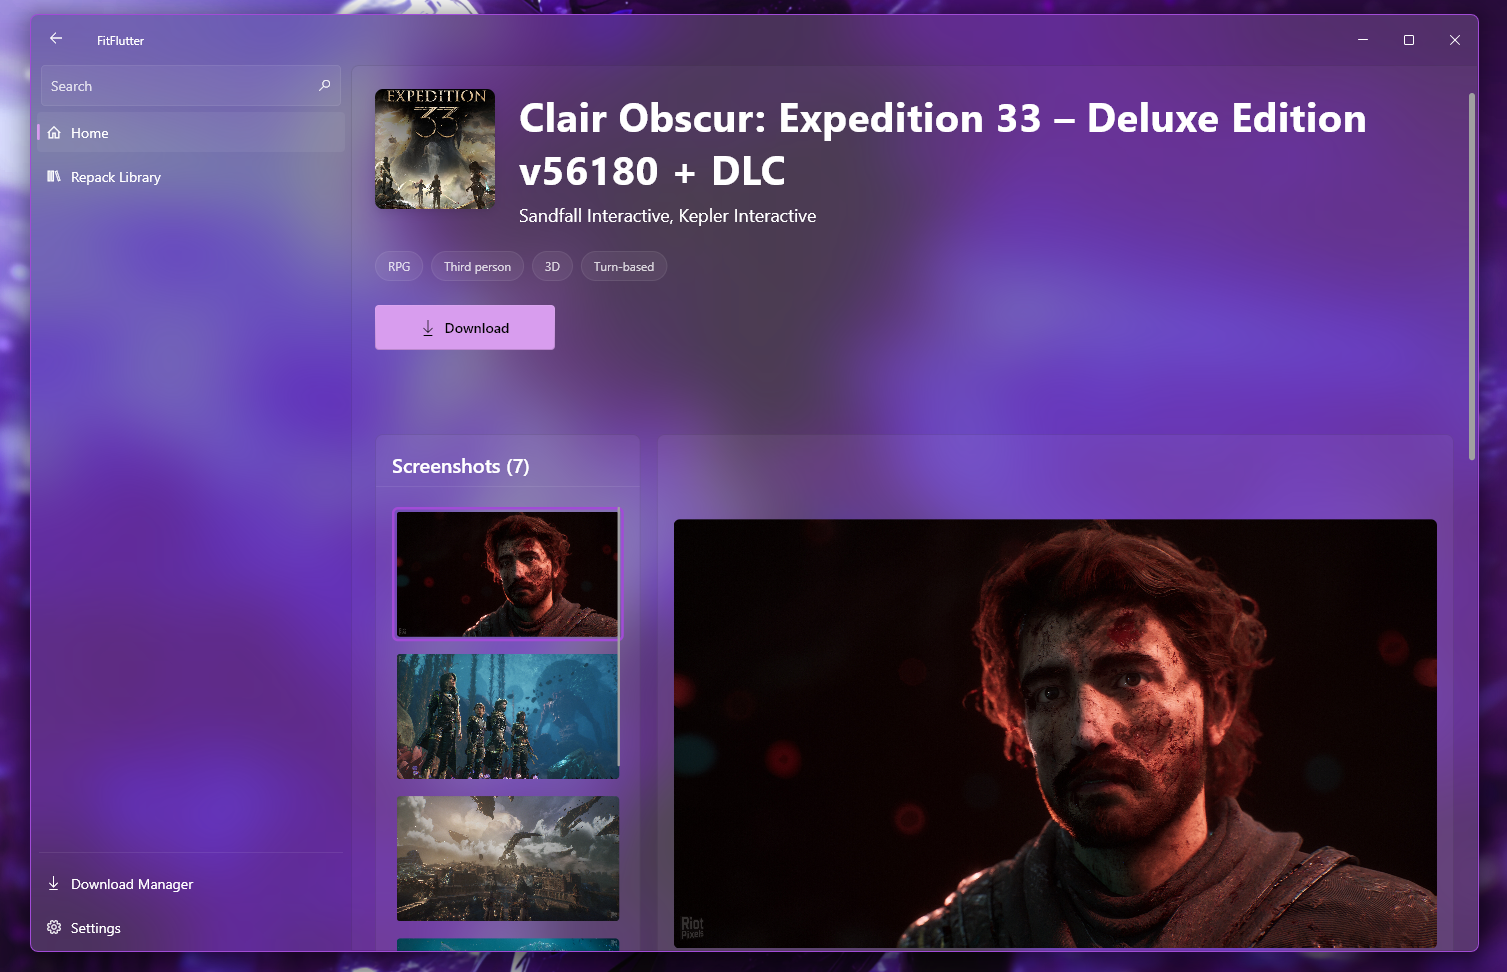 FitFlutter
Search
Home
Repack Library
Download Manager
Settings
EXPEDITION
33
Clair Obscur: Expedition 33 – Deluxe Edition
v56180 + DLC
Sandfall Interactive, Kepler Interactive
RPG
Third person
3D
Turn-based
Download
Screenshots (7)
Riot
Pixels